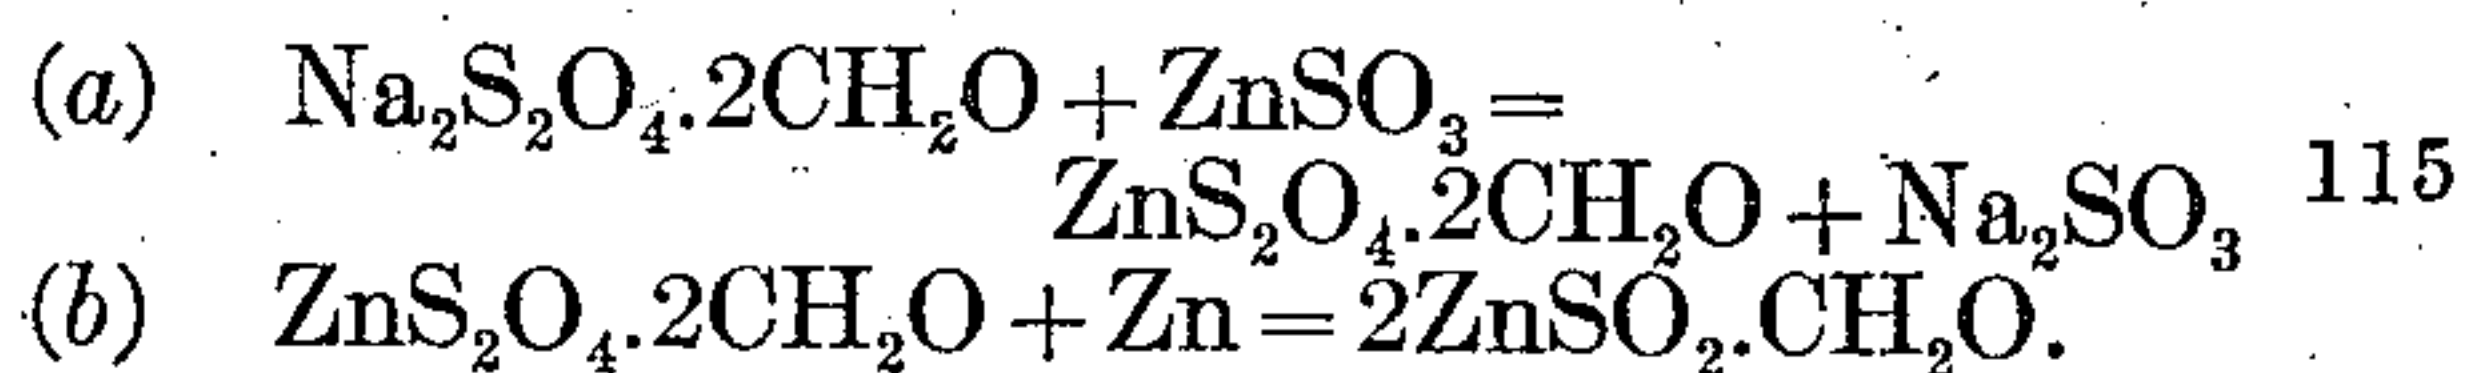 (a) Na₂S₂O₄.2CH₂O + ZnSO₃ =
ZnS₂O₄.2CH₂O + Na₂SO₃ 115
(b) ZnS₂O₄.2CH₂O + Zn = 2ZnSO₂.CH₂O.